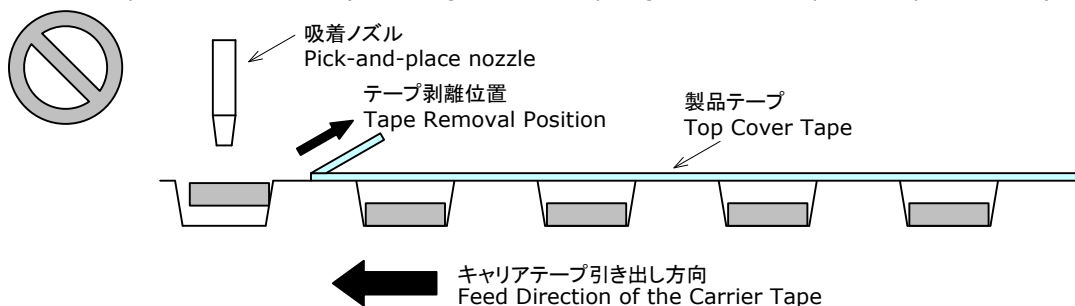 吸着ノズル
Pick-and-place nozzle
テープ剥離位置
Tape Removal Position
製品テープ
Top Cover Tape
キャリアテープ引き出し方向
Feed Direction of the Carrier Tape